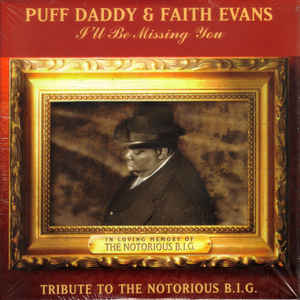 PUFF DADDY & FAITH EVANS
I'll Be Missing You
IN LOVING MEMORY OF
THE NOTORIOUS B.I.G.
TRIBUTE TO THE NOTORIOUS B.I.G.